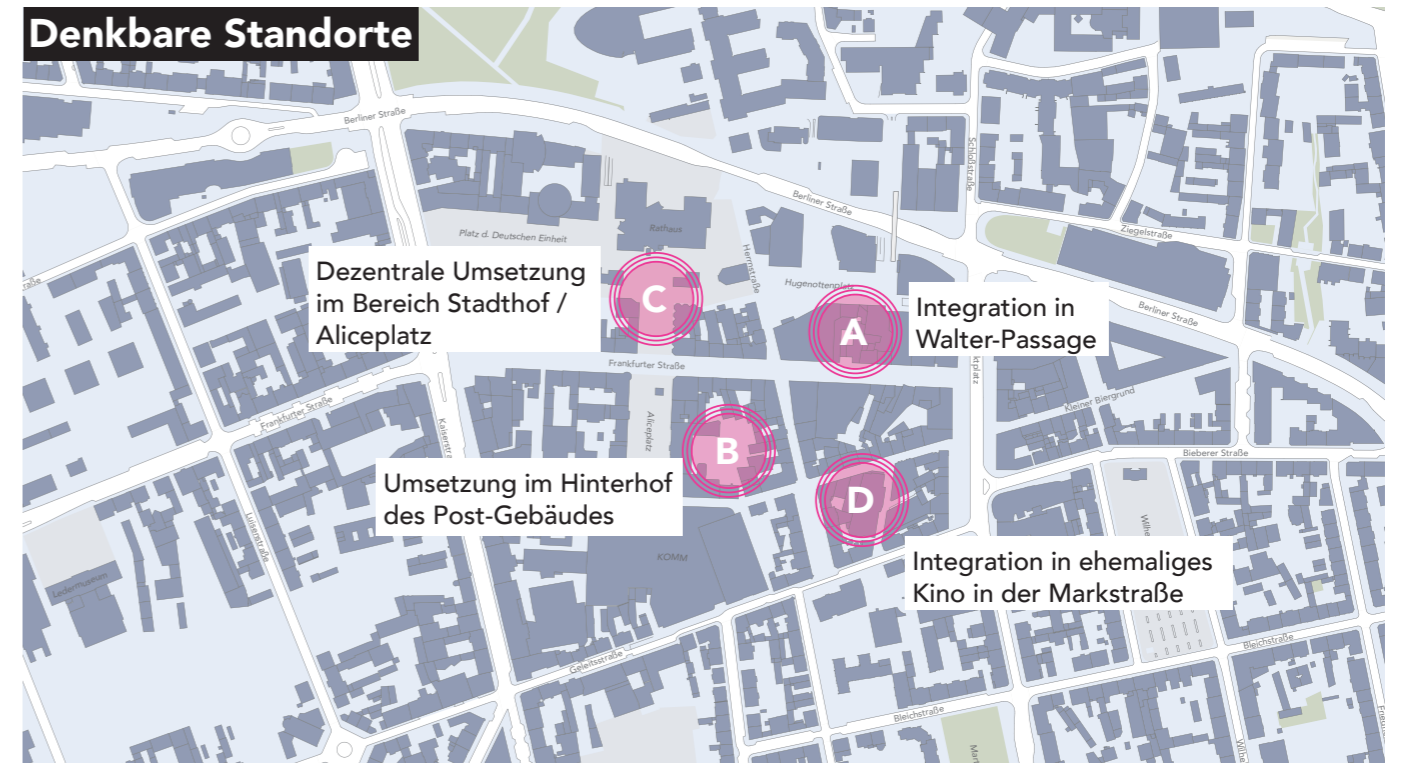 Denkbare Standorte
Berliner Straße
Schloßstraße
Berliner Straße
Ziegelstraße
Platz d. Deutschen Einheit
Rathaus
Herrnstraße
Hugenottenplatz
Berliner Straße
Dezentrale Umsetzung
im Bereich Stadthof /
Aliceplatz
C
A
Integration in
Walter-Passage
Frankfurter Straße
Frankfurter Straße
Aliceplatz
Kleiner Biergrund
B
Bieberer Straße
Umsetzung im Hinterhof
des Post-Gebäudes
D
Luisenstraße
KOMM
Ledermuseum
Integration in ehemaliges
Kino in der Markstraße
Geleitsstraße
Bleichstraße
Bleichstraße